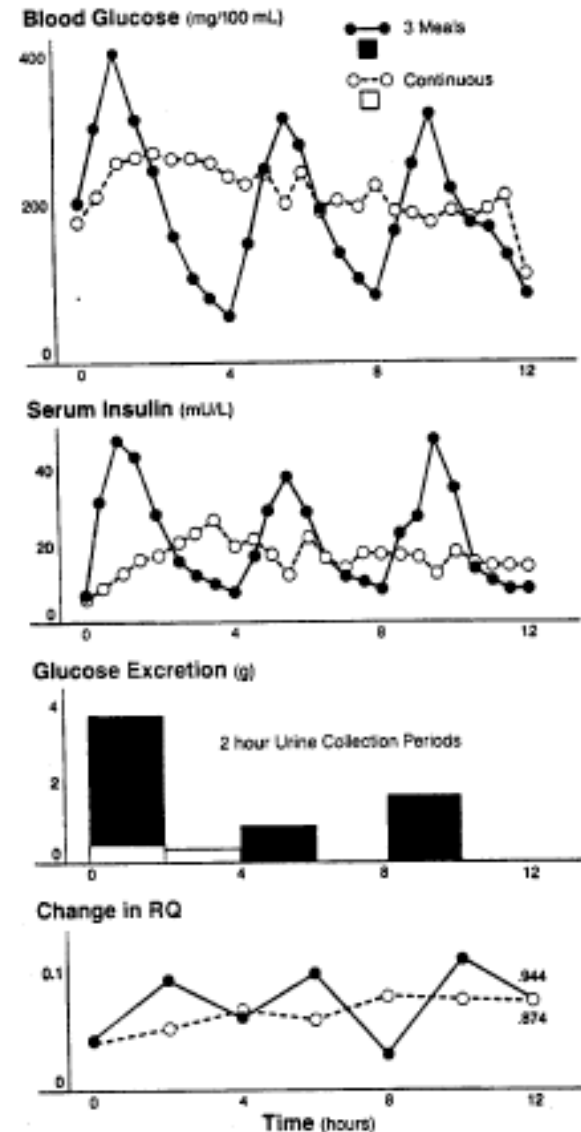 Blood Glucose (mg/100 mL)
3 Meals
Continuous
400
200
0
0 4 8 12
Serum Insulin (mU/L)
40
20
0
0 4 8 12
Glucose Excretion (g)
4
2 hour Urine Collection Periods
2
0
0 4 8 12
Change in RQ
0.1
.944
.874
0
0 4 8 12
Time (hours)